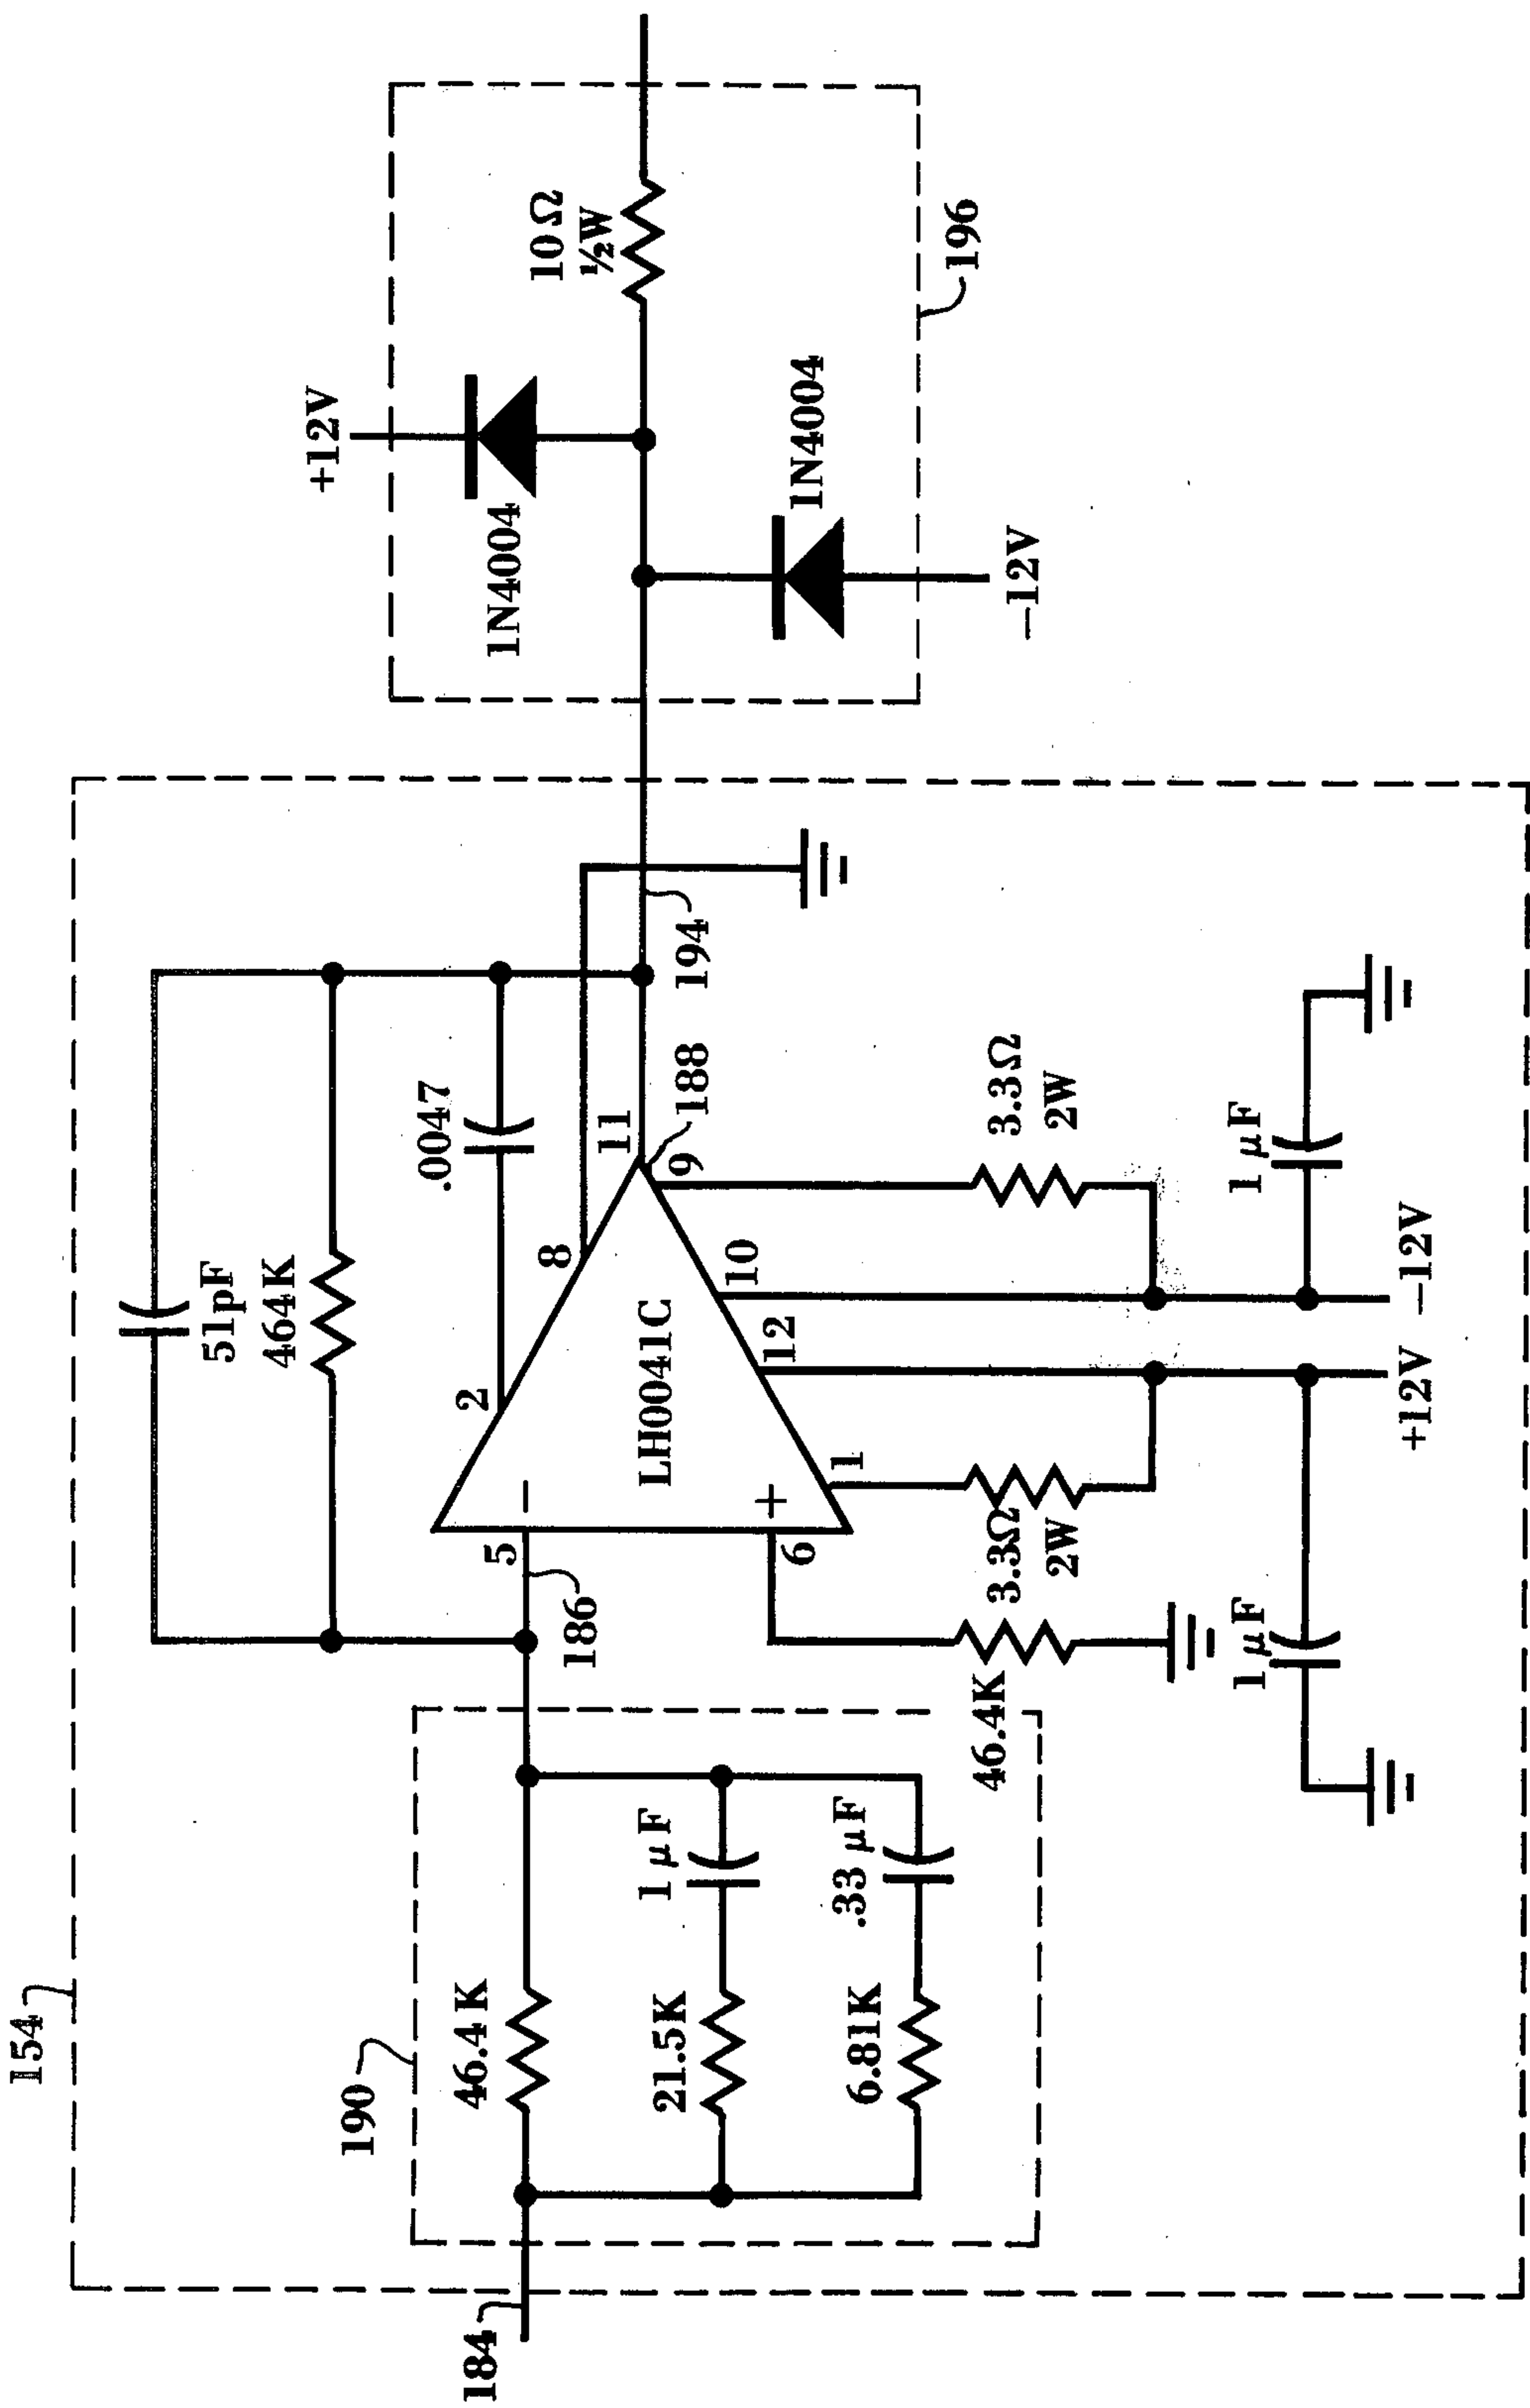 154
190
184
46.4 K
21.5K
1 μF
6.81K
.33 μF
186
5
6
46.4K
51pF
464K
2
.0047
8
11
188
194
LH0041C
−
+
1
12
10
9
3.3Ω
2W
3.3Ω
2W
1 μF
1 μF
+12V
−12V
+12V
1N4004
1N4004
−12V
10Ω
½W
196